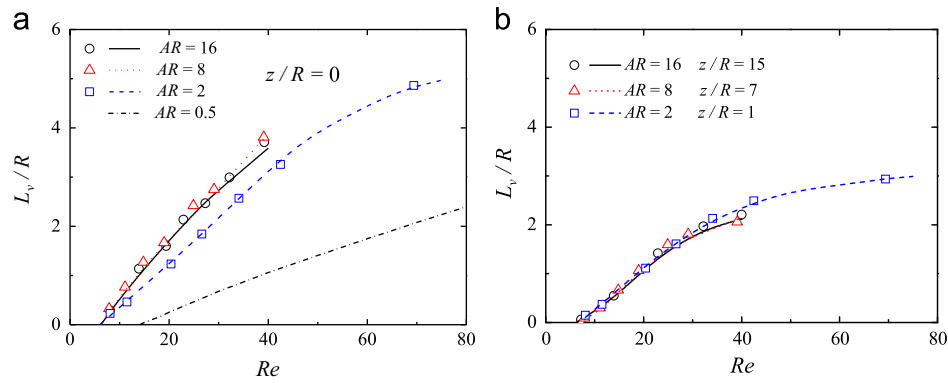 a
6
4
2
0
L_v / R
0 20 40 60 80
Re
AR = 16
AR = 8
AR = 2
AR = 0.5
z / R = 0
b
6
4
2
0
L_v / R
0 20 40 60 80
Re
AR = 16 z / R = 15
AR = 8 z / R = 7
AR = 2 z / R = 1